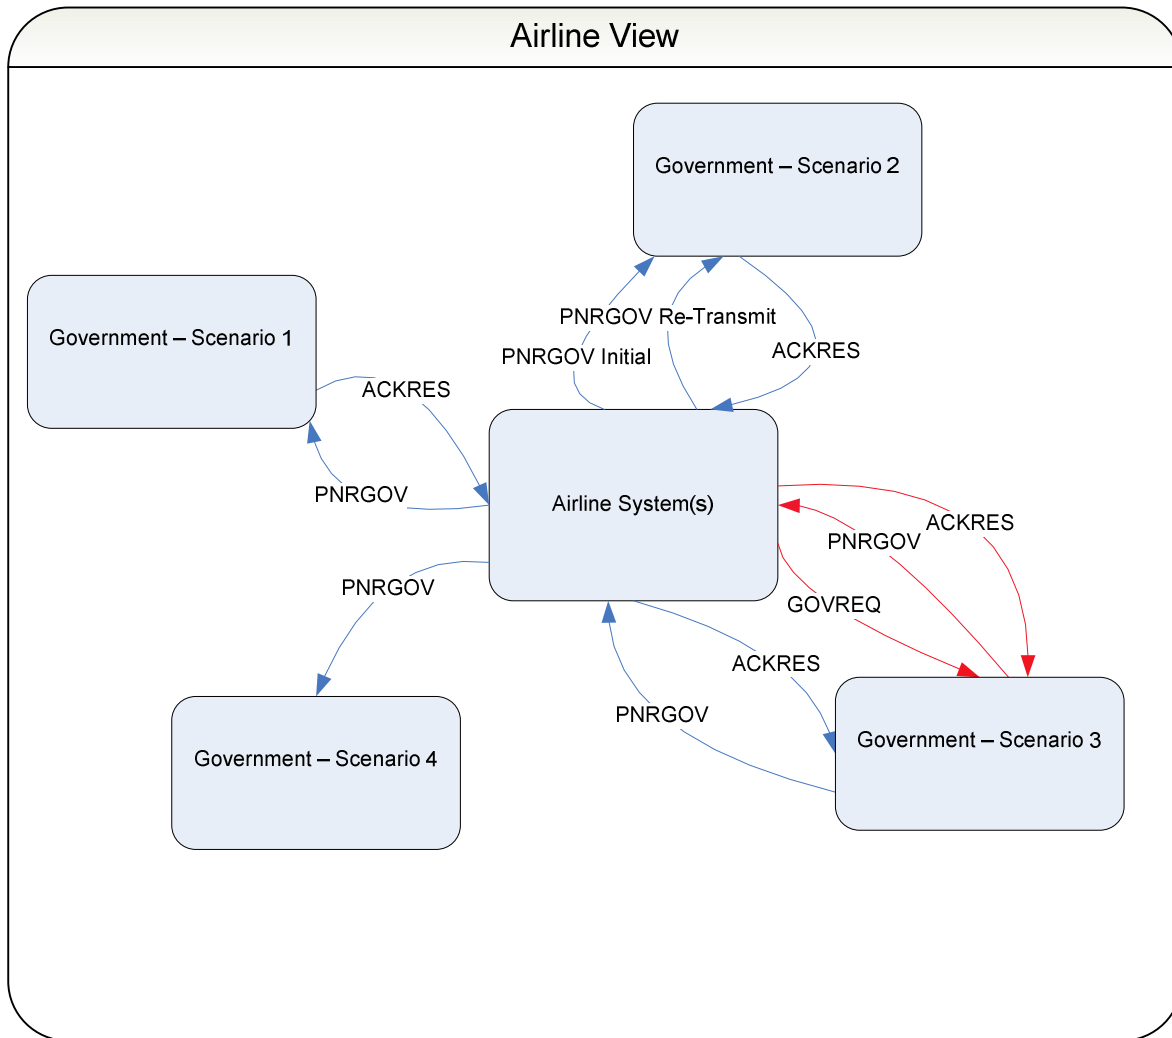 Airline View
Government – Scenario 2
Government – Scenario 1
PNRGOV Re-Transmit
PNRGOV Initial
ACKRES
ACKRES
PNRGOV
Airline System(s)
ACKRES
PNRGOV
PNRGOV
GOVREQ
ACKRES
PNRGOV
Government – Scenario 3
Government – Scenario 4